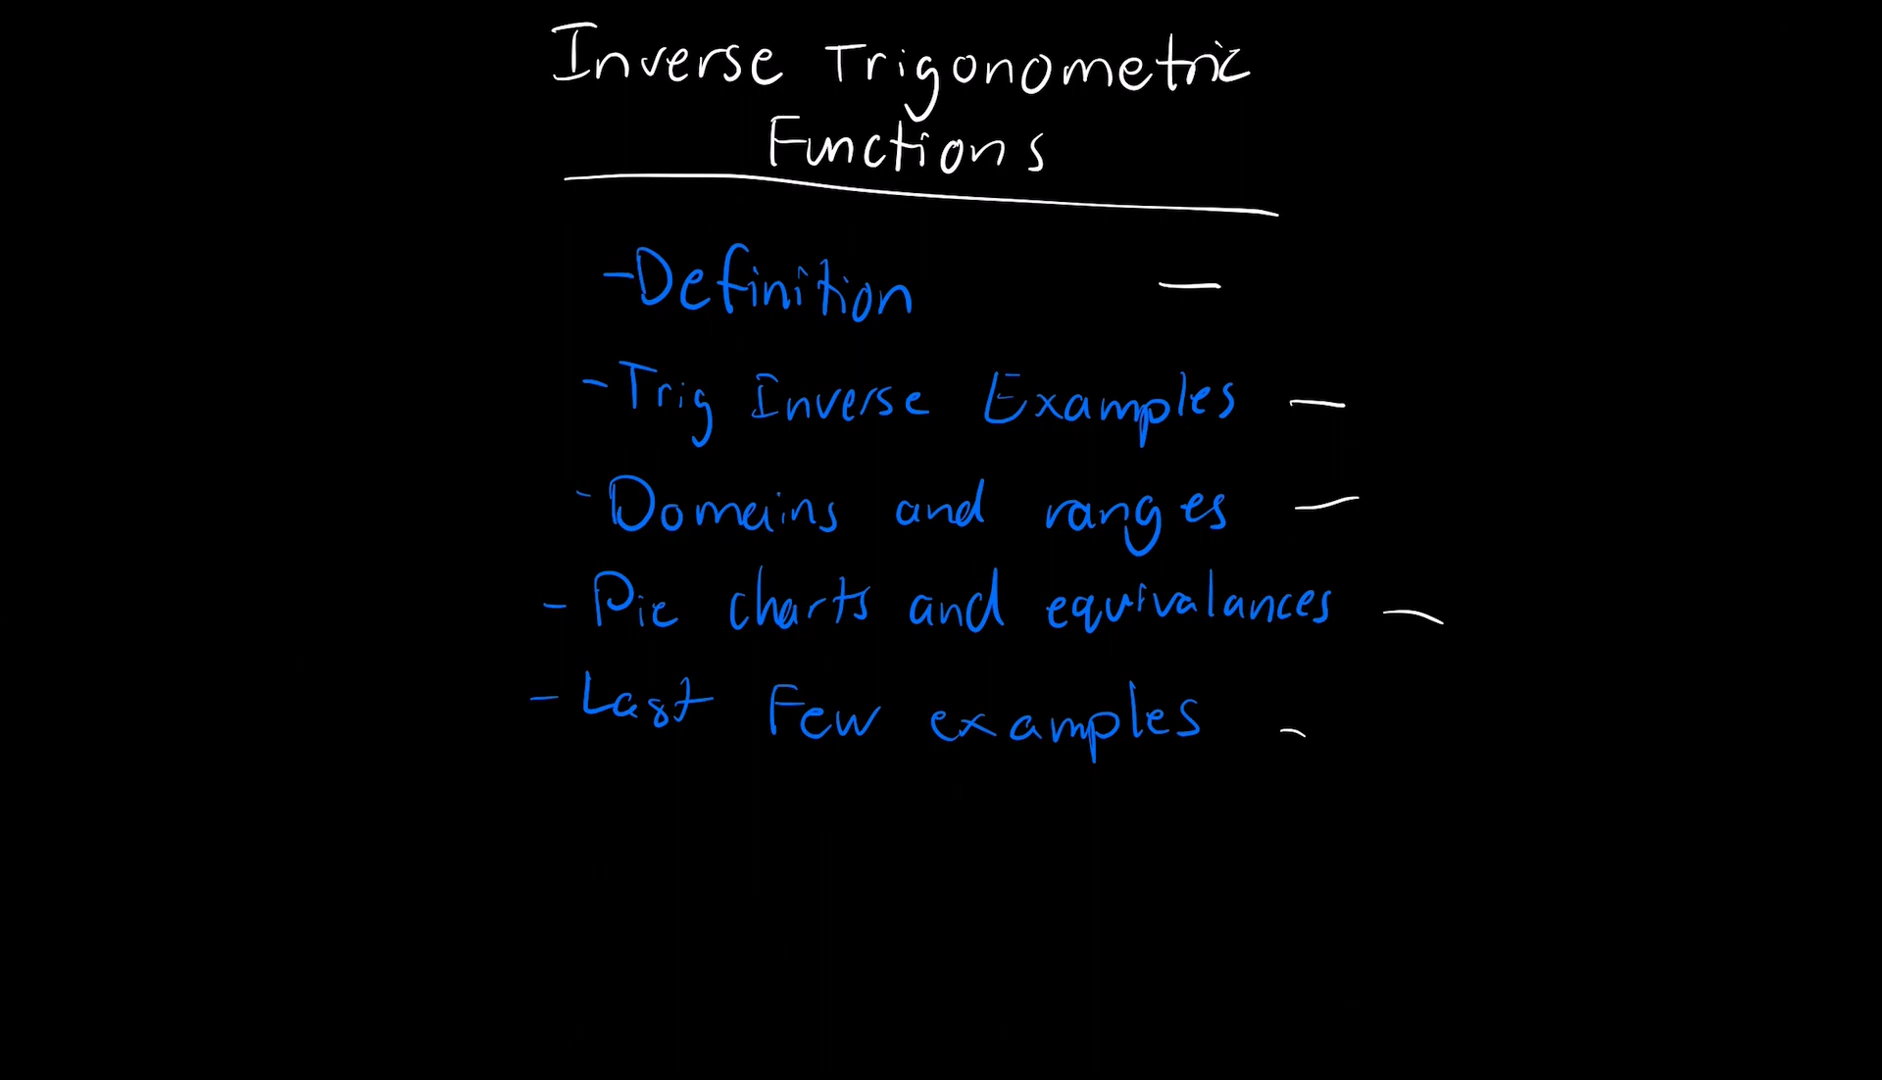 Inverse Trigonometric
Functions
- Definition —
- Trig Inverse Examples —
- Domains and ranges —
- Pie charts and equivalances —
- Last Few examples -